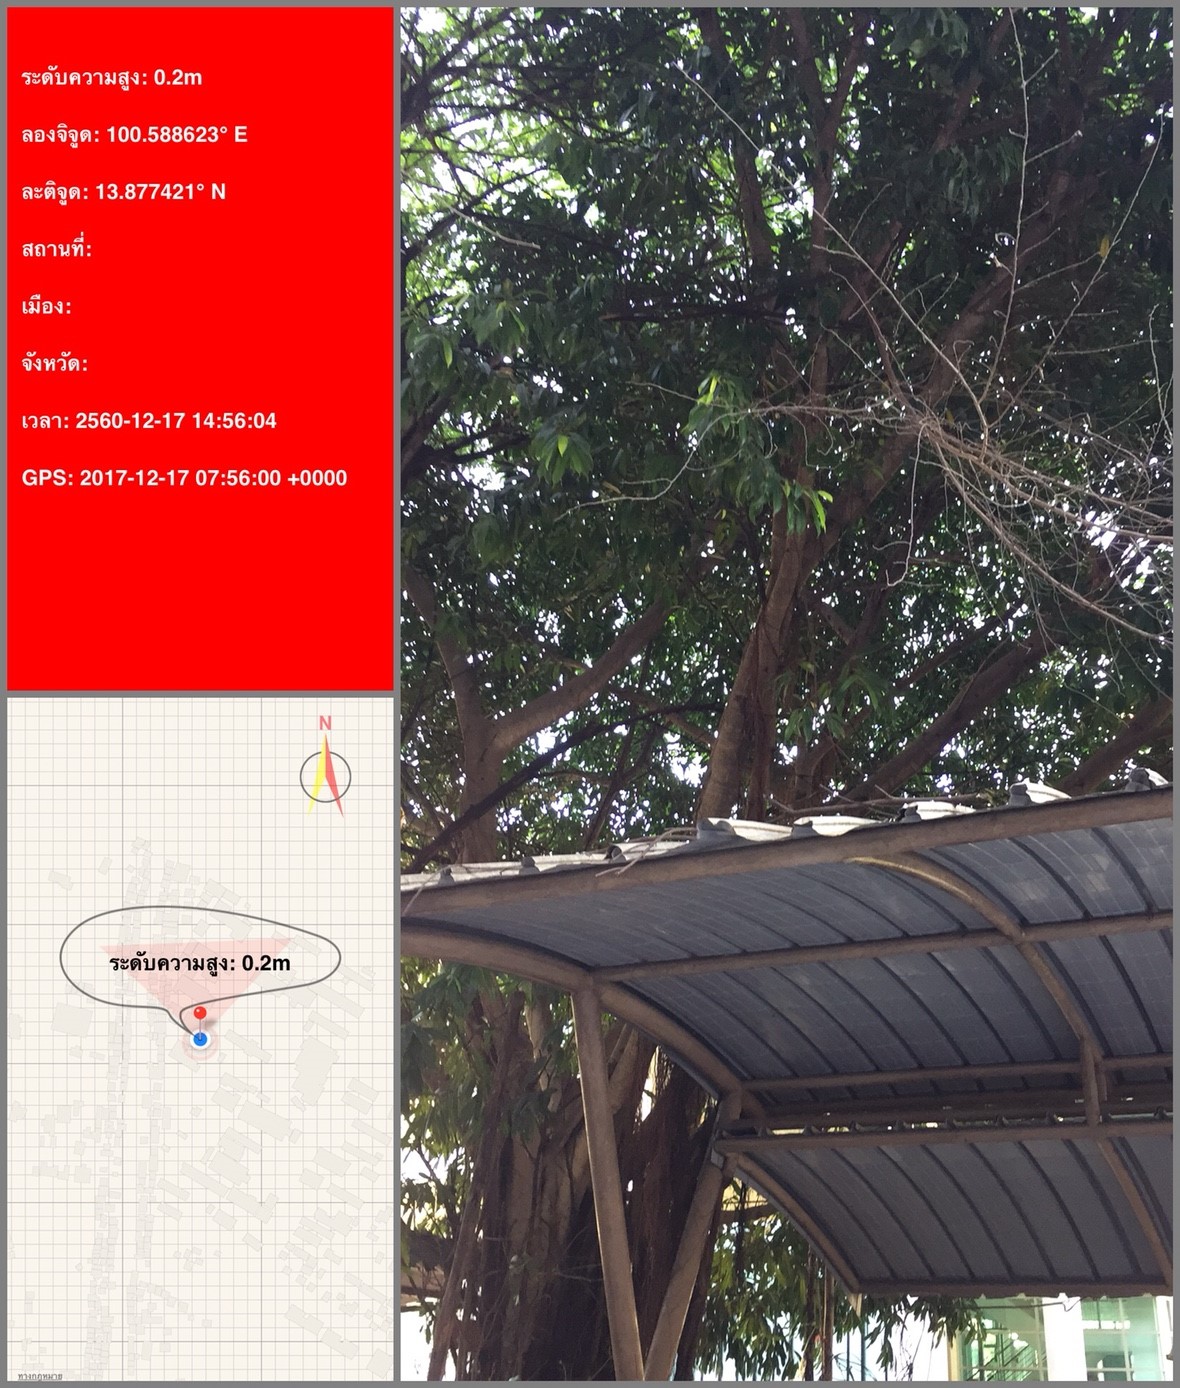 ระดับความสูง: 0.2m
ลองจิจูด: 100.588623° E
ละติจูด: 13.877421° N
สถานที่:
เมือง:
จังหวัด:
เวลา: 2560-12-17 14:56:04
GPS: 2017-12-17 07:56:00 +0000
N
ระดับความสูง: 0.2m
ทางกฎหมาย